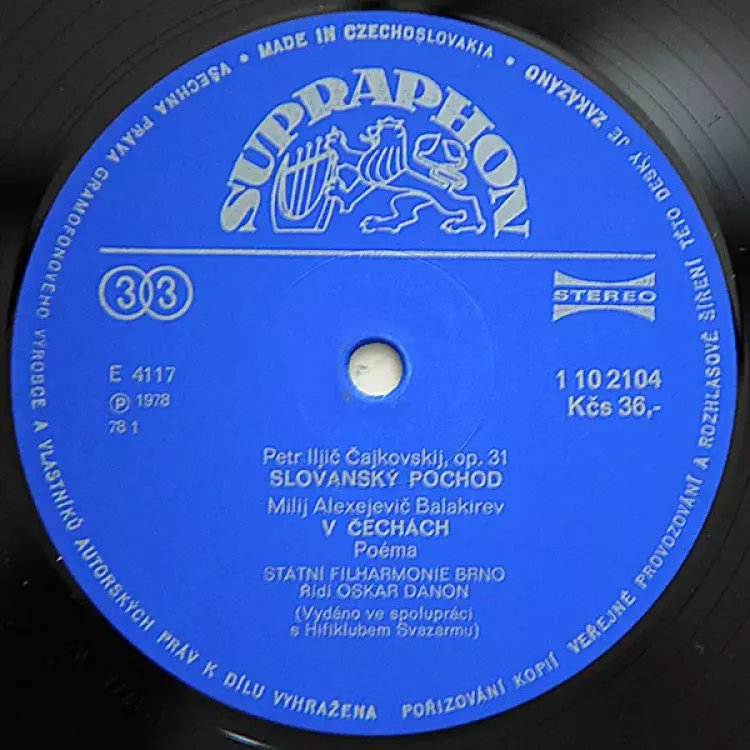 MADE IN CZECHOSLOVAKIA • VŠECHNA PRÁVA GRAMOFONOVÉHO VÝROBCE A VLASTNÍKŮ AUTORSKÝCH PRÁV K DÍLU VYHRAŽENA • POŘIZOVÁNÍ KOPIÍ VEŘEJNÉ PROVOZOVÁNÍ A ROZHLASOVÉ ŠÍŘENÍ TÉTO DESKY JE ZAKÁZÁNO •
SUPRAPHON
33
STEREO
E 4117
1 10 2104
℗ 1978
Kčs 36,-
78 1
Petr Iljič Čajkovskij, op. 31
SLOVANSKÝ POCHOD
Milij Alexejevič Balakirev
V ČECHÁCH
Poéma
STÁTNÍ FILHARMONIE BRNO
Řídí OSKAR DANON
(Vydáno ve spolupráci
s Hifiklubem Svazarmu)